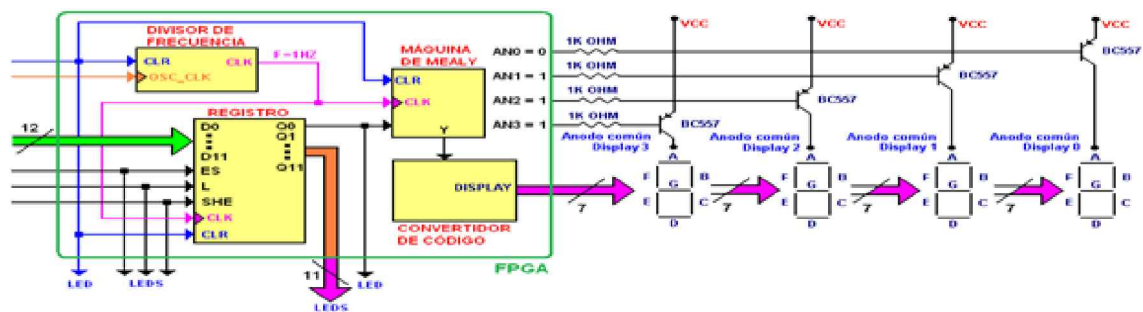 DIVISOR DE
FRECUENCIA
CLR
CLK
OSC_CLK
F=1HZ
MÁQUINA
DE MEALY
CLR
CLK
Y
AN0 = 0
AN1 = 1
AN2 = 1
AN3 = 1
1K OHM
1K OHM
1K OHM
1K OHM
VCC
VCC
VCC
VCC
BC557
BC557
BC557
BC557
REGISTRO
12
D0
D11
ES
L
SHE
CLK
CLR
Q0
Q1
Q11
DISPLAY
CONVERTIDOR
DE CÓDIGO
FPGA
LED
LEDS
11
LEDS
LED
Anodo común
Display 3
Anodo común
Display 2
Anodo común
Display 1
Anodo común
Display 0
7
A
F
B
G
E
C
D
7
A
F
B
G
E
C
D
7
A
F
B
G
E
C
D
7
A
F
B
G
E
C
D